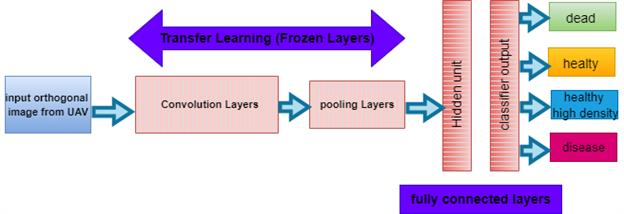 Transfer Learning (Frozen Layers)
input orthogonal
image from UAV
Convolution Layers
pooling Layers
Hidden unit
classifier output
dead
healty
healthy
high density
disease
fully connected layers